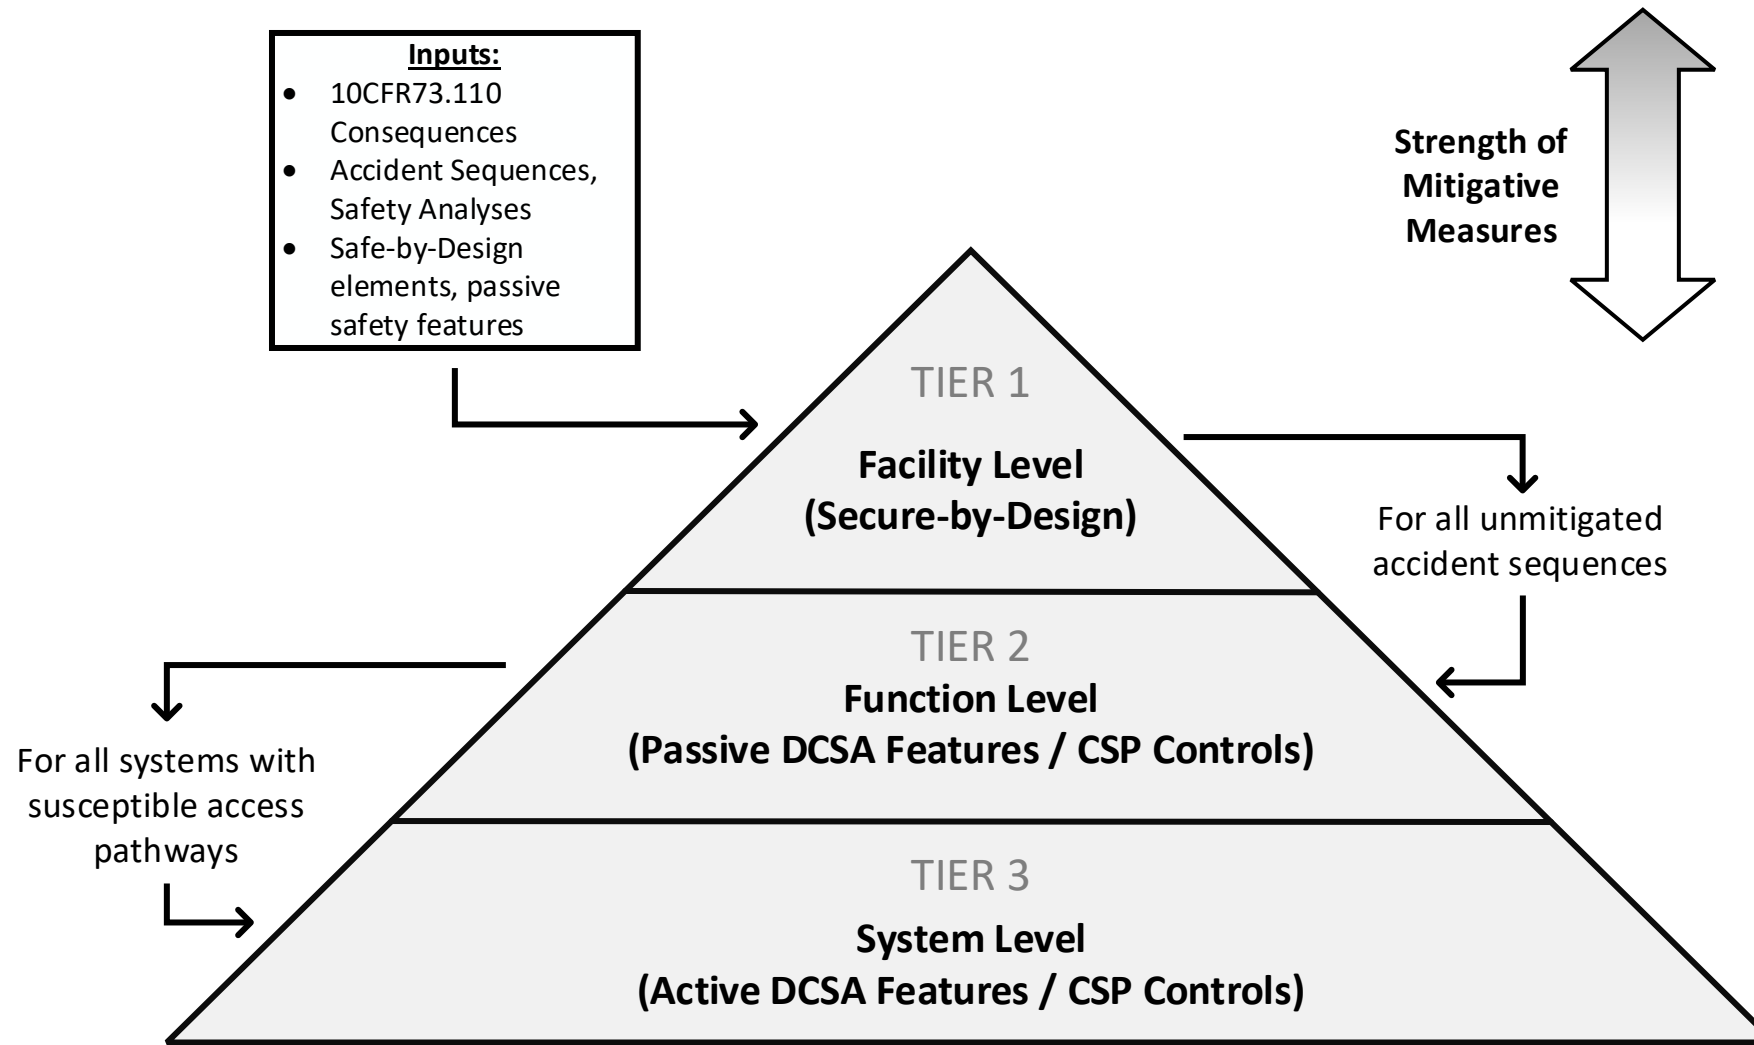 Inputs:
• 10CFR73.110
Consequences
• Accident Sequences,
Safety Analyses
• Safe-by-Design
elements, passive
safety features
Strength of
Mitigative
Measures
TIER 1
Facility Level
(Secure-by-Design)
For all unmitigated
accident sequences
TIER 2
Function Level
(Passive DCSA Features / CSP Controls)
For all systems with
susceptible access
pathways
TIER 3
System Level
(Active DCSA Features / CSP Controls)